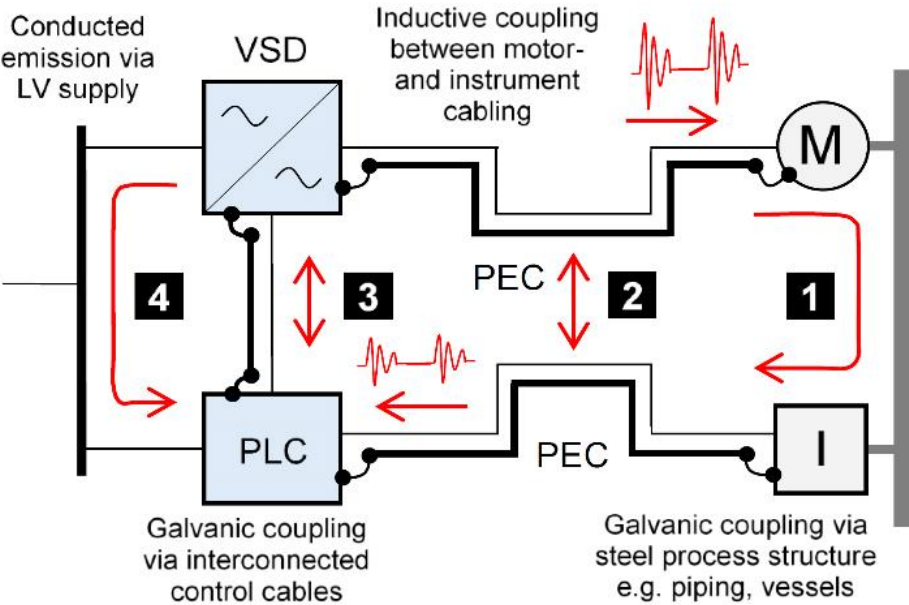 Conducted
emission via
LV supply
VSD
Inductive coupling
between motor-
and instrument
cabling
M
PEC
4
3
2
1
PLC
PEC
I
Galvanic coupling
via interconnected
control cables
Galvanic coupling via
steel process structure
e.g. piping, vessels